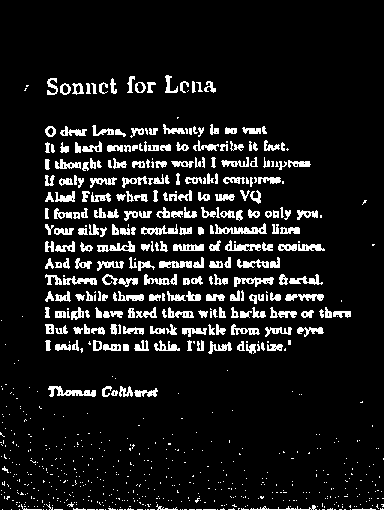 Sonnet for Lena
O dear Lena, your beauty is so vast
It is hard sometimes to describe it fast.
I thought the entire world I would impress
If only your portrait I could compress.
Alas! First when I tried to use VQ
I found that your cheeks belong to only you.
Your silky hair contains a thousand lines
Hard to match with sums of discrete cosines.
And for your lips, sensual and tactual
Thirteen Crays found not the proper fractal.
And while these setbacks are all quite severe
I might have fixed them with hacks here or there
But when filters took sparkle from your eyes
I said, 'Damn all this. I'll just digitize.'
Thomas Colthurst